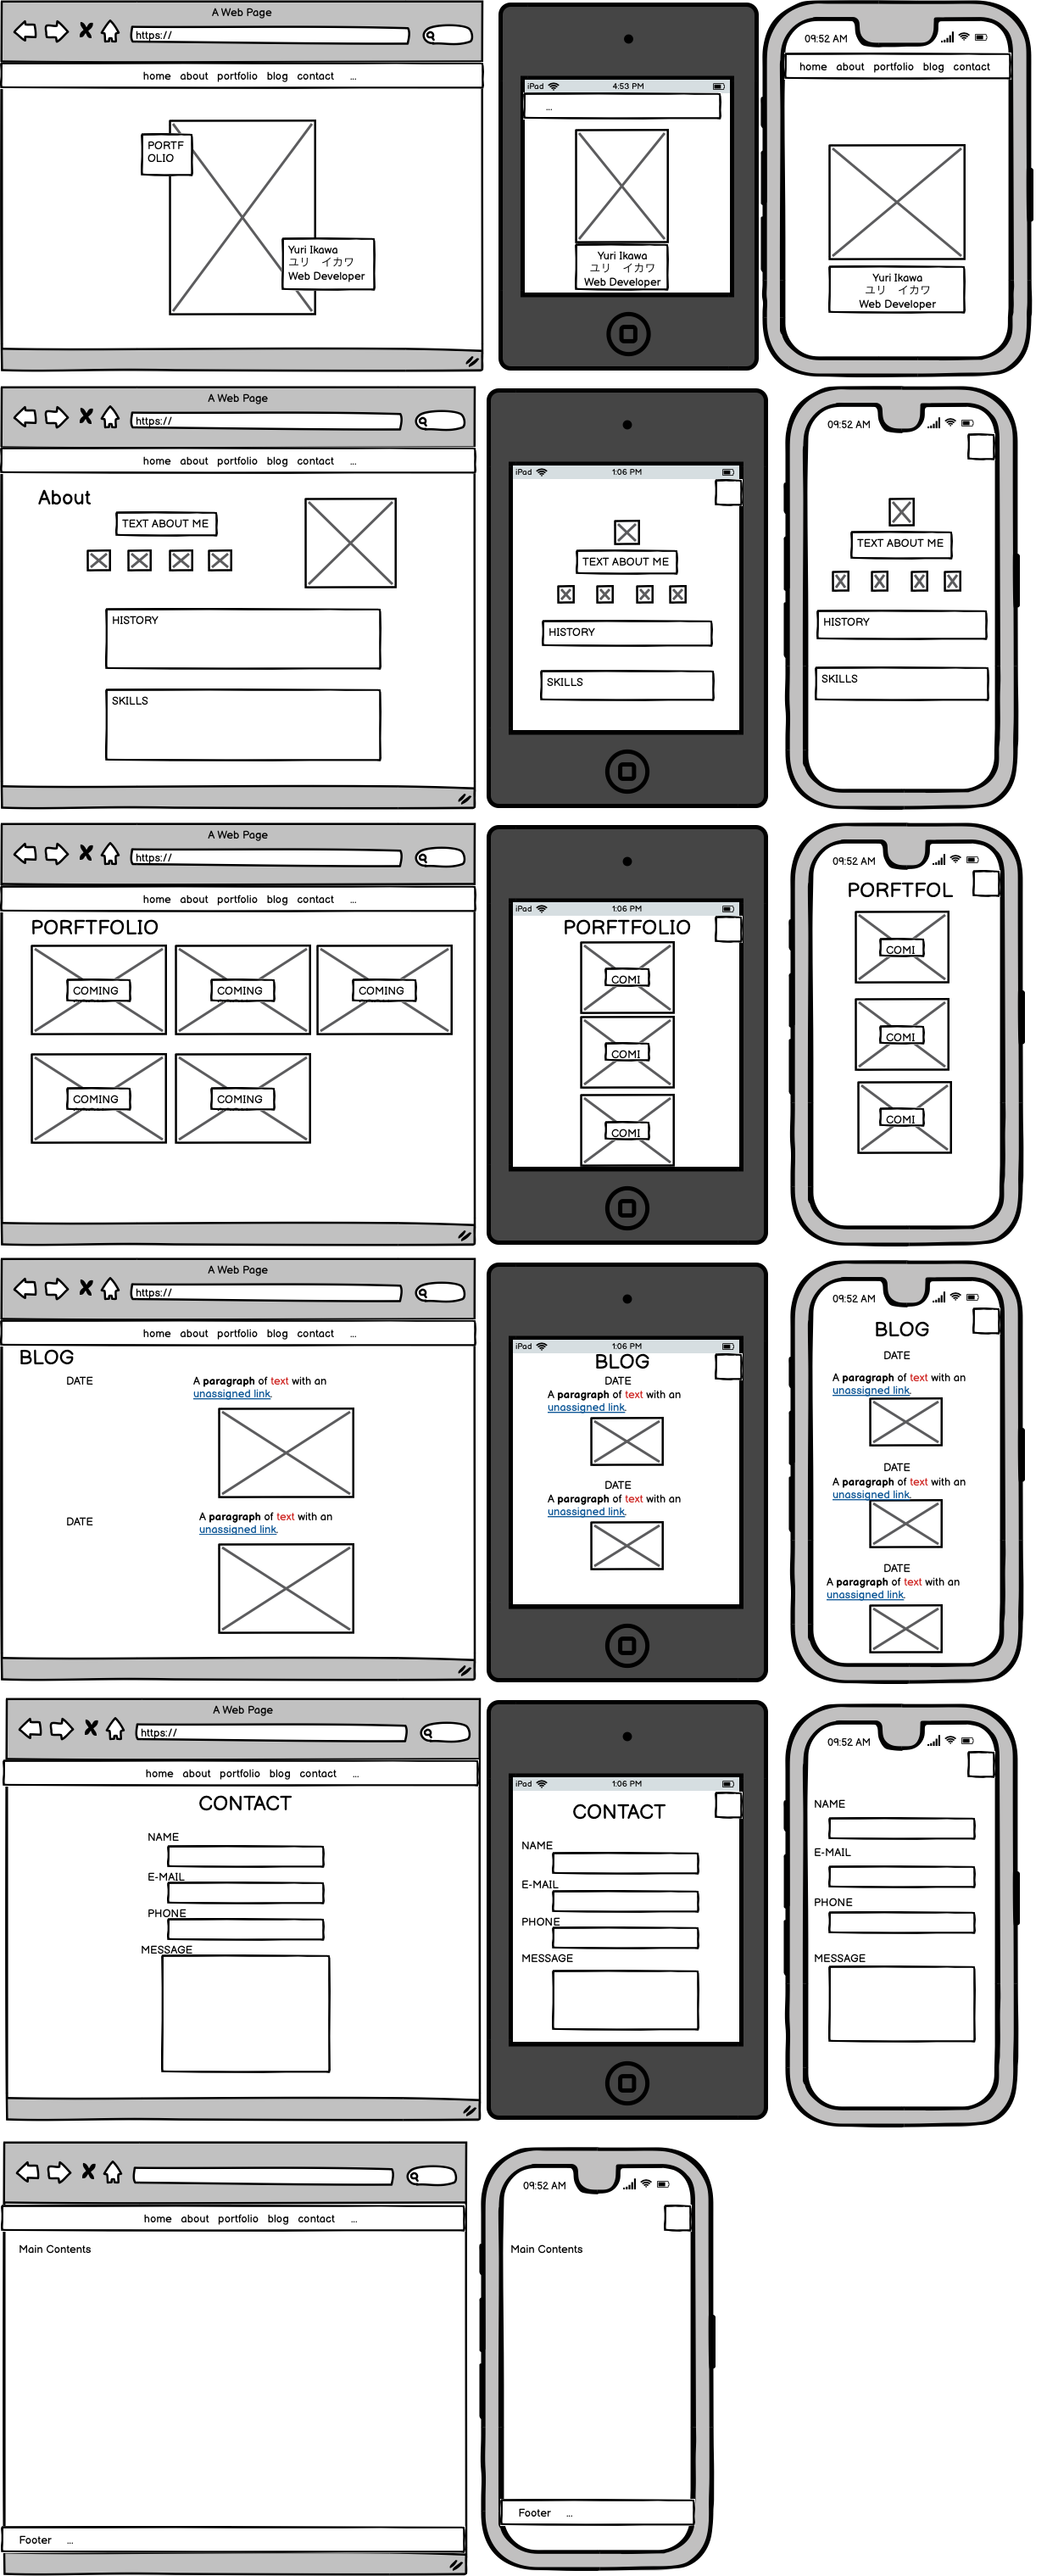 A Web Page
https://
home about portfolio blog contact ...
PORTF
OLIO
Yuri Ikawa
ユリ　イカワ
Web Developer
iPad 4:53 PM
...
Yuri Ikawa
ユリ　イカワ
Web Developer
09:52 AM
home about portfolio blog contact
Yuri Ikawa
ユリ　イカワ
Web Developer
A Web Page
https://
home about portfolio blog contact ...
About
TEXT ABOUT ME
HISTORY
SKILLS
iPad 1:06 PM
TEXT ABOUT ME
HISTORY
SKILLS
09:52 AM
TEXT ABOUT ME
HISTORY
SKILLS
A Web Page
https://
home about portfolio blog contact ...
PORFTFOLIO
COMING COMING COMING
COMING COMING
iPad 1:06 PM
PORFTFOLIO
COMI
COMI
COMI
09:52 AM
PORFTFOL
COMI
COMI
COMI
A Web Page
https://
home about portfolio blog contact ...
BLOG
DATE A paragraph of text with an
unassigned link.
DATE A paragraph of text with an
unassigned link.
iPad 1:06 PM
BLOG
DATE
A paragraph of text with an
unassigned link.
DATE
A paragraph of text with an
unassigned link.
09:52 AM
BLOG
DATE
A paragraph of text with an
unassigned link.
DATE
A paragraph of text with an
unassigned link.
DATE
A paragraph of text with an
unassigned link.
A Web Page
https://
home about portfolio blog contact ...
CONTACT
NAME
E-MAIL
PHONE
MESSAGE
iPad 1:06 PM
CONTACT
NAME
E-MAIL
PHONE
MESSAGE
09:52 AM
NAME
E-MAIL
PHONE
MESSAGE
home about portfolio blog contact ...
Main Contents
Footer ...
09:52 AM
Main Contents
Footer ...